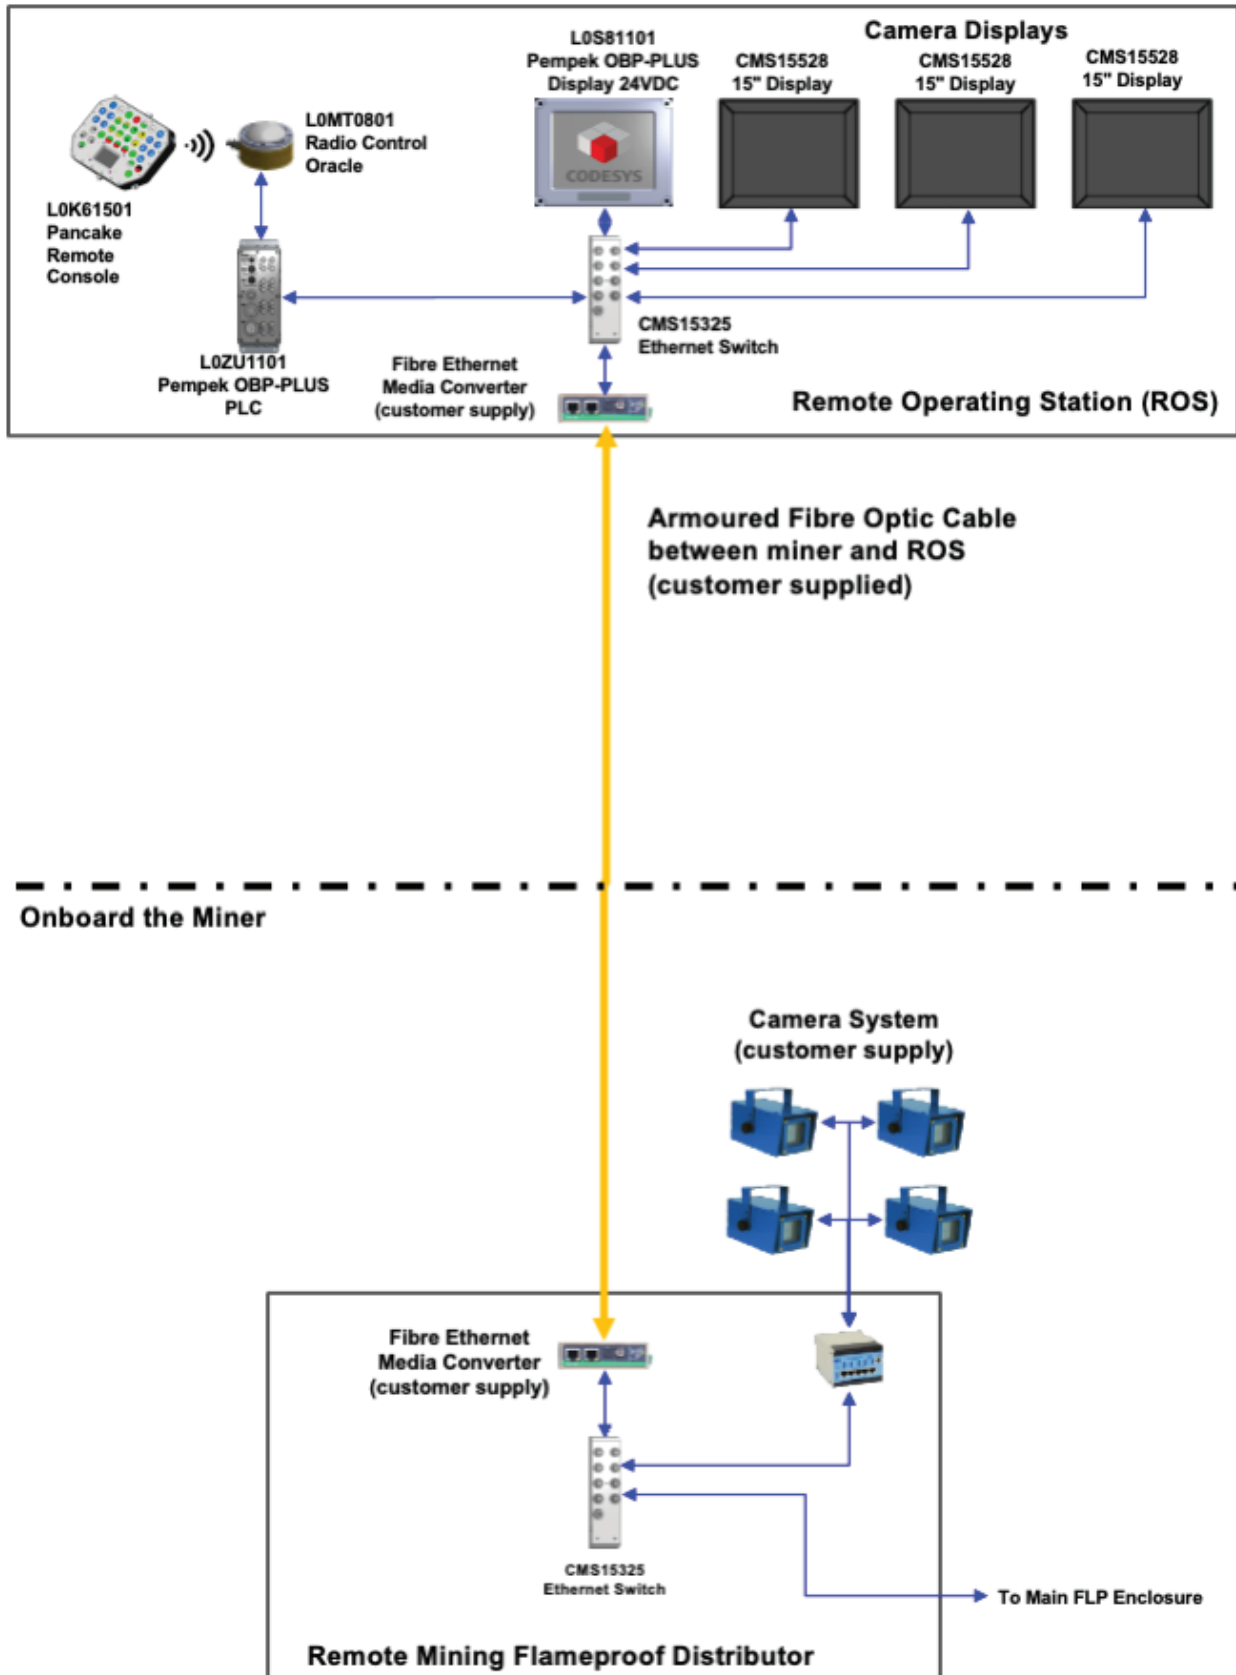 Camera Displays
L0S81101
Pempek OBP-PLUS
Display 24VDC
CMS15528
15" Display
CMS15528
15" Display
CMS15528
15" Display
CODESYS
L0MT0801
Radio Control
Oracle
L0K61501
Pancake
Remote
Console
L0ZU1101
Pempek OBP-PLUS
PLC
CMS15325
Ethernet Switch
Fibre Ethernet
Media Converter
(customer supply)
Remote Operating Station (ROS)
Armoured Fibre Optic Cable
between miner and ROS
(customer supplied)
Onboard the Miner
Camera System
(customer supply)
Fibre Ethernet
Media Converter
(customer supply)
CMS15325
Ethernet Switch
To Main FLP Enclosure
Remote Mining Flameproof Distributor